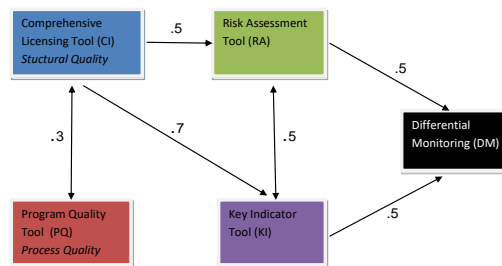 Comprehensive
Licensing Tool (CI)
Stuctural Quality
.5
Risk Assessment
Tool (RA)
.5
.3
.7
.5
Differential
Monitoring (DM)
Program Quality
Tool  (PQ)
Process Quality
Key Indicator
Tool (KI)
.5